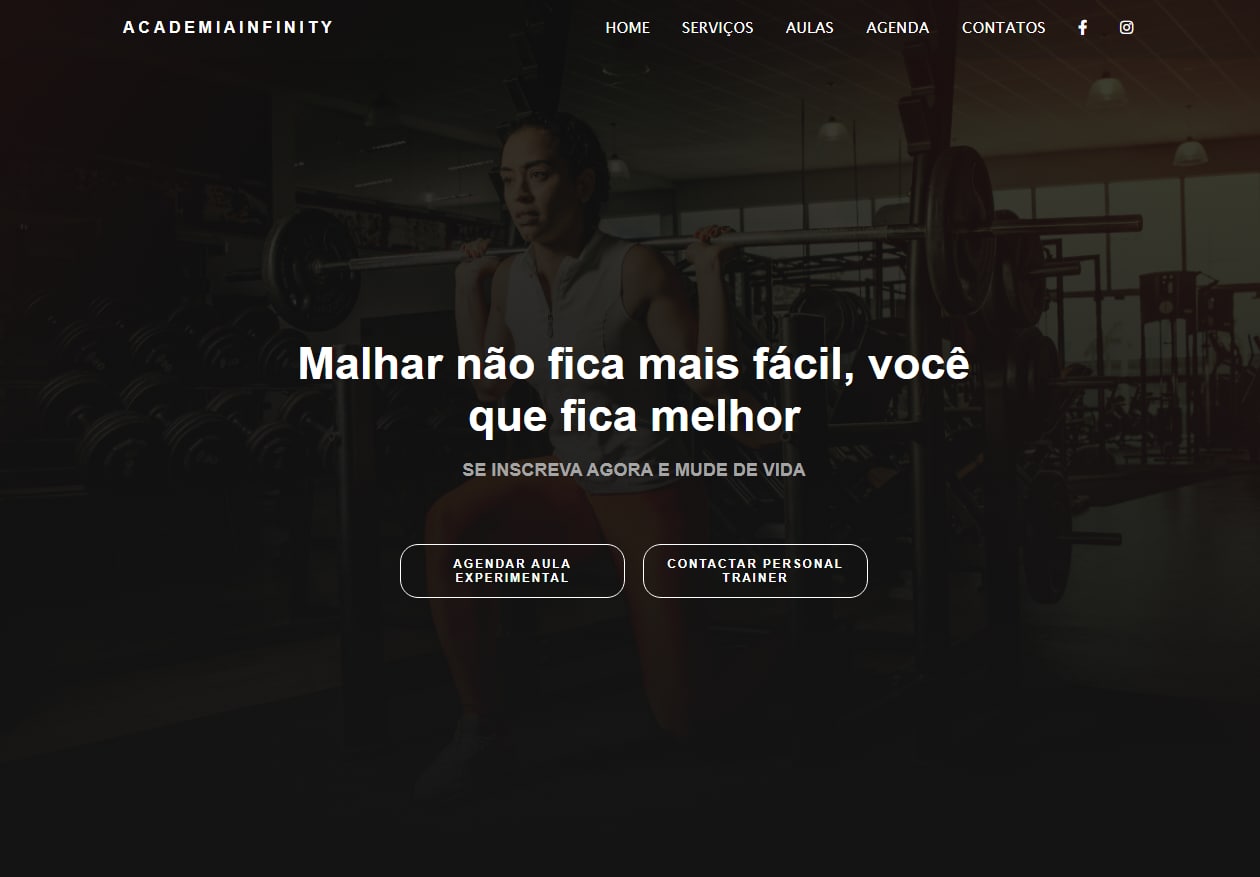 ACADEMIAINFINITY
HOME SERVIÇOS AULAS AGENDA CONTATOS
Malhar não fica mais fácil, você
que fica melhor
SE INSCREVA AGORA E MUDE DE VIDA
AGENDAR AULA
EXPERIMENTAL
CONTACTAR PERSONAL
TRAINER